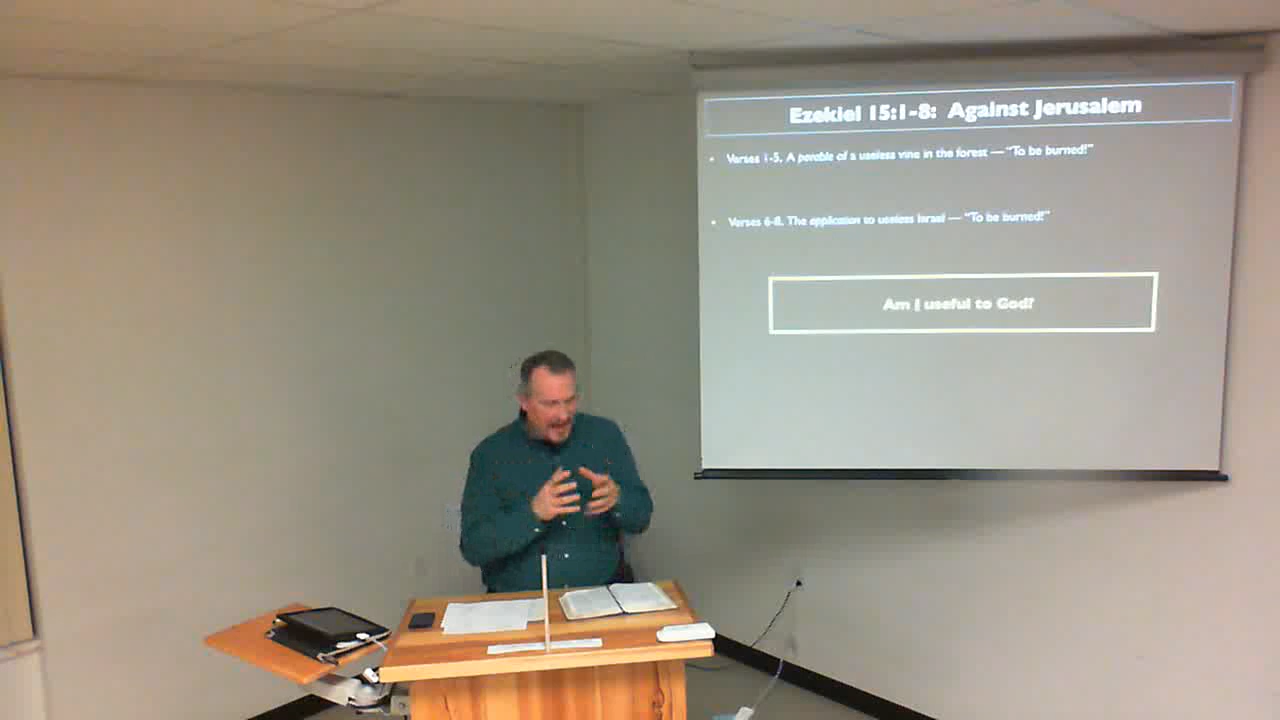 Ezekiel 15:1-8: Against Jerusalem
• Verses 1-5. A parable of a useless vine in the forest — "To be burned!"
• Verses 6-8. The application to useless Israel — "To be burned!"
Am I useful to God?